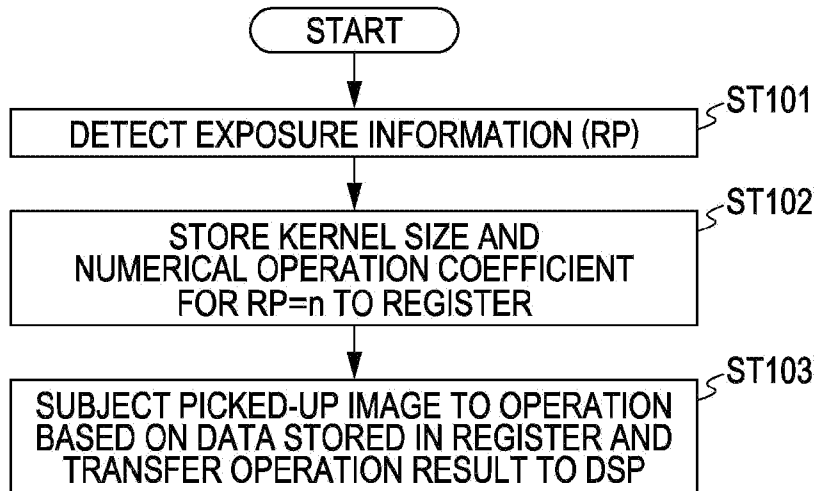 START
DETECT EXPOSURE INFORMATION (RP)
ST101
STORE KERNEL SIZE AND
NUMERICAL OPERATION COEFFICIENT
FOR RP=n TO REGISTER
ST102
SUBJECT PICKED-UP IMAGE TO OPERATION
BASED ON DATA STORED IN REGISTER AND
TRANSFER OPERATION RESULT TO DSP
ST103